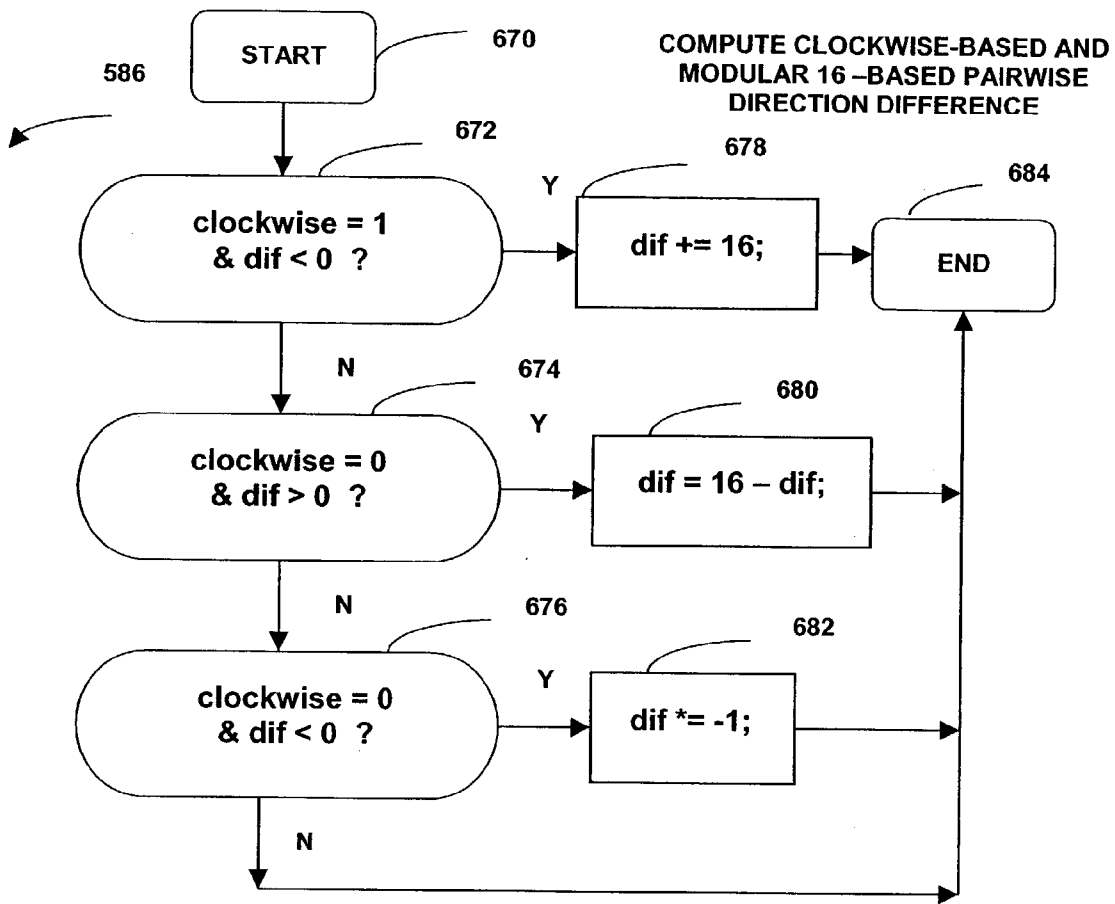 START
670
COMPUTE CLOCKWISE-BASED AND
MODULAR 16 –BASED PAIRWISE
DIRECTION DIFFERENCE
586
672
678
684
clockwise = 1
& dif < 0 ?
Y
dif += 16;
END
N
674
680
clockwise = 0
& dif > 0 ?
Y
dif = 16 – dif;
N
676
682
clockwise = 0
& dif < 0 ?
Y
dif *= -1;
N